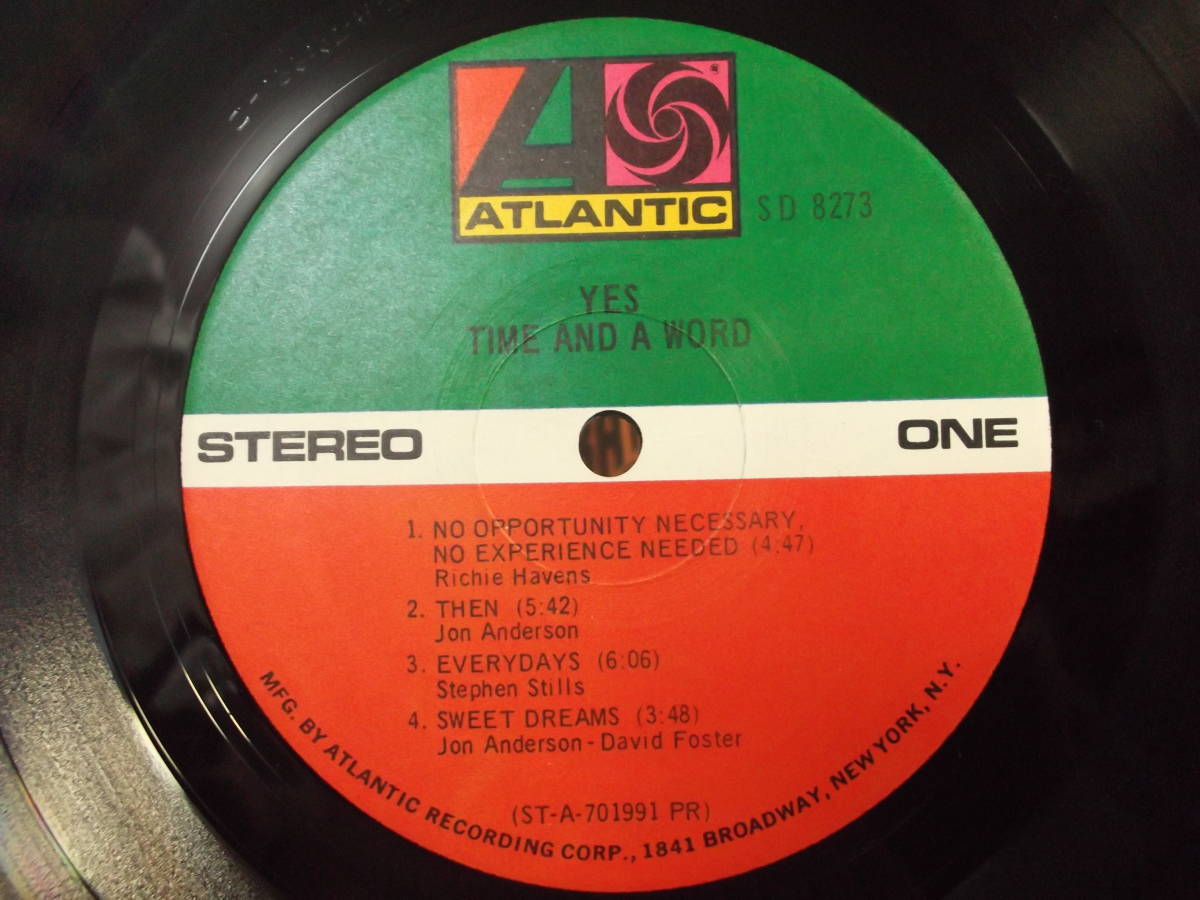 ATLANTIC
SD 8273
YES
TIME AND A WORD
STEREO
ONE
1. NO OPPORTUNITY NECESSARY,
NO EXPERIENCE NEEDED (4:47)
Richie Havens
2. THEN (5:42)
Jon Anderson
3. EVERYDAYS (6:06)
Stephen Stills
4. SWEET DREAMS (3:48)
Jon Anderson-David Foster
(ST-A-701991 PR)
MFG. BY ATLANTIC RECORDING CORP., 1841 BROADWAY, NEW YORK, N.Y.